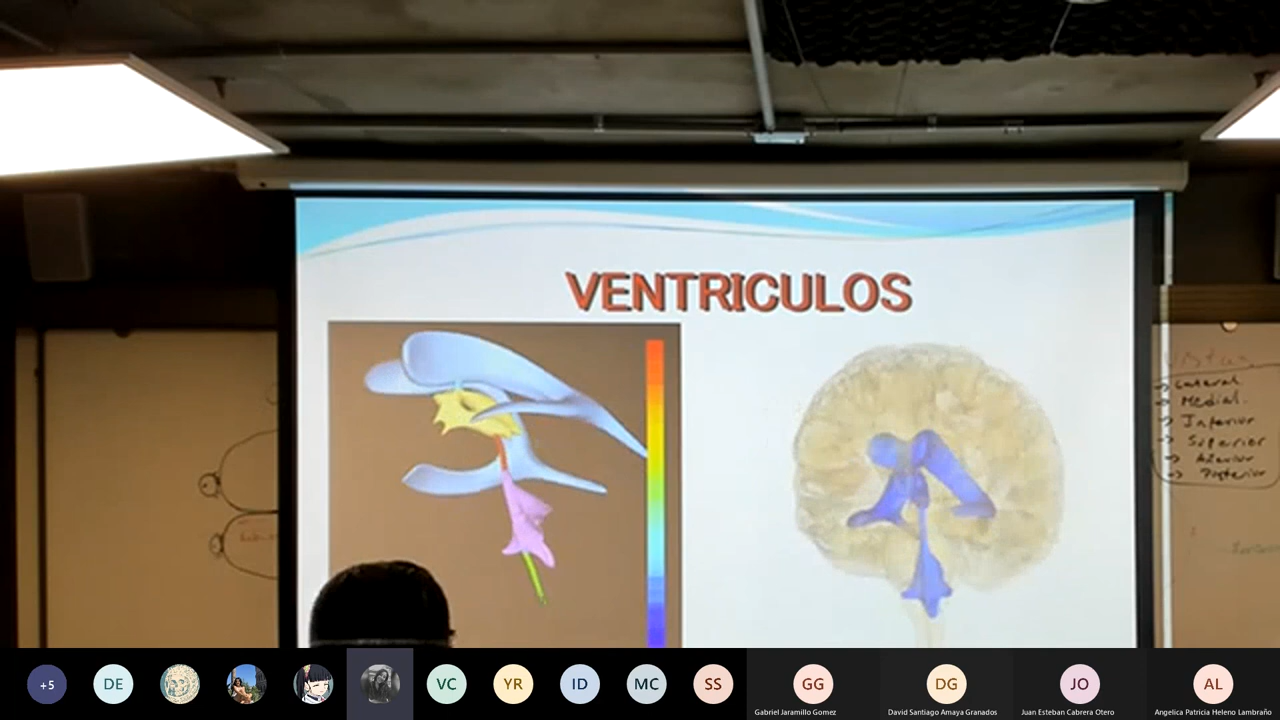 VENTRICULOS
Lateral
Medial.
Inferior
Superior
Posterior
+5
DE
VC
YR
ID
MC
SS
GG
DG
JO
AL
Gabriel Jaramillo Gomez
David Santiago Amaya Granados
Juan Esteban Cabrera Otero
Angelica Patricia Heleno Lambraño